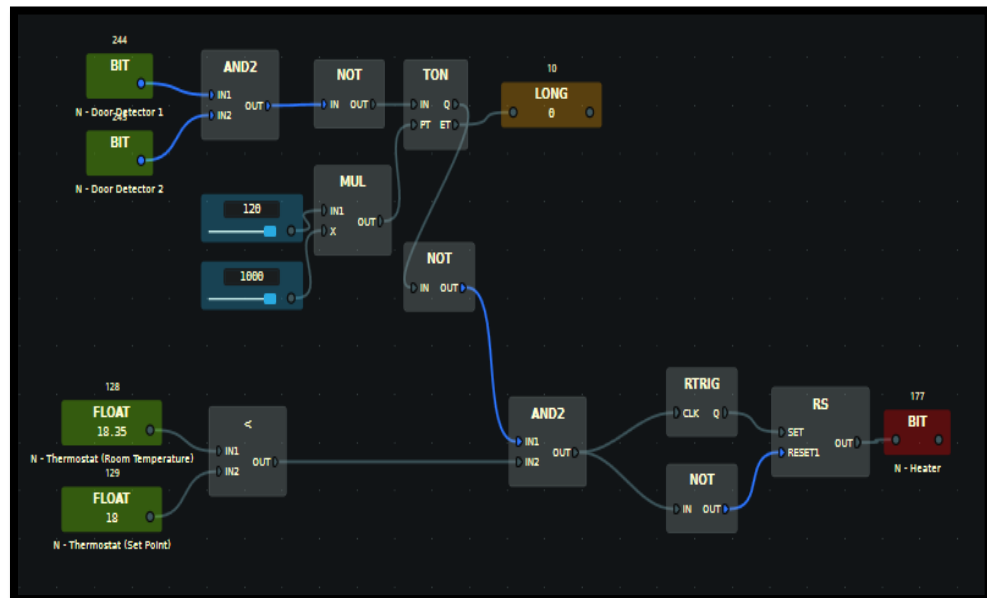 244
BIT
N - Door Detector 1
AND2
IN1
IN2
OUT
NOT
IN
OUT
TON
IN
Q
PT
ET
10
LONG
0
BIT
N - Door Detector 2
120
1000
MUL
IN1
X
OUT
NOT
IN
OUT
128
FLOAT
18.35
N - Thermostat (Room Temperature)
129
FLOAT
18
N - Thermostat (Set Point)
<
IN1
IN2
OUT
AND2
IN1
IN2
OUT
RTRIG
CLK
Q
NOT
IN
OUT
RS
SET
RESET1
OUT
177
BIT
N - Heater